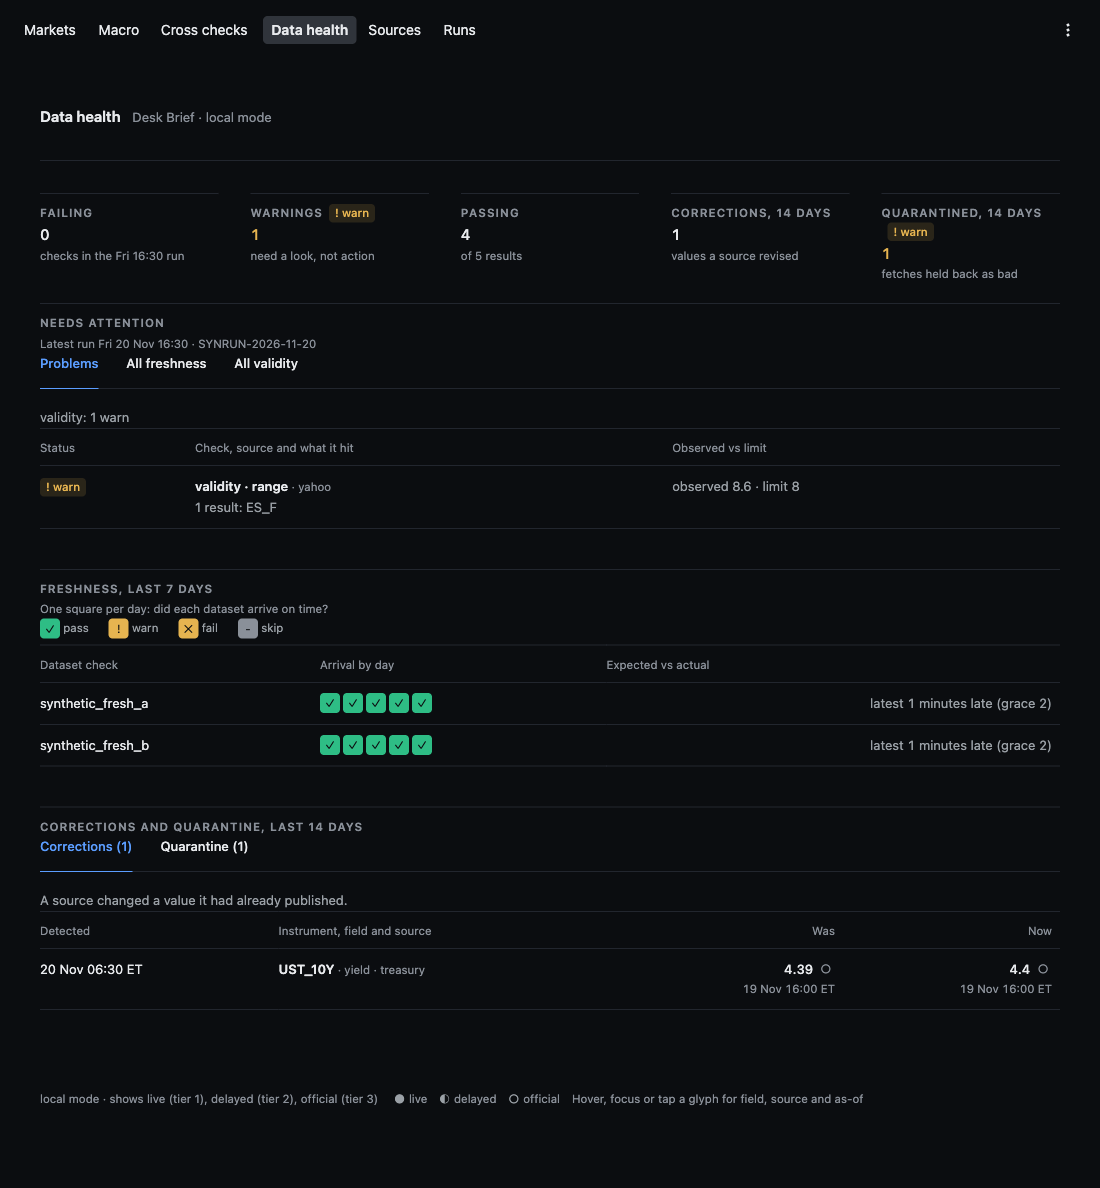 Markets Macro Cross checks Data health Sources Runs
Data health Desk Brief · local mode
FAILING
0
checks in the Fri 16:30 run
WARNINGS ! warn
1
need a look, not action
PASSING
4
of 5 results
CORRECTIONS, 14 DAYS
1
values a source revised
QUARANTINED, 14 DAYS
! warn
1
fetches held back as bad
NEEDS ATTENTION
Latest run Fri 20 Nov 16:30 · SYNRUN-2026-11-20
Problems All freshness All validity
validity: 1 warn
Status Check, source and what it hit Observed vs limit
! warn validity · range · yahoo observed 8.6 · limit 8
1 result: ES_F
FRESHNESS, LAST 7 DAYS
One square per day: did each dataset arrive on time?
✓ pass ! warn ✕ fail - skip
Dataset check Arrival by day Expected vs actual
synthetic_fresh_a ✓ ✓ ✓ ✓ ✓ latest 1 minutes late (grace 2)
synthetic_fresh_b ✓ ✓ ✓ ✓ ✓ latest 1 minutes late (grace 2)
CORRECTIONS AND QUARANTINE, LAST 14 DAYS
Corrections (1) Quarantine (1)
A source changed a value it had already published.
Detected Instrument, field and source Was Now
20 Nov 06:30 ET UST_10Y · yield · treasury 4.39 ○ 4.4 ○
19 Nov 16:00 ET 19 Nov 16:00 ET
local mode · shows live (tier 1), delayed (tier 2), official (tier 3) ● live ◐ delayed ○ official Hover, focus or tap a glyph for field, source and as-of